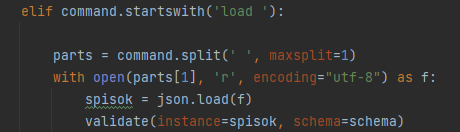 elif command.startswith('load '):
parts = command.split(' ', maxsplit=1)
with open(parts[1], 'r', encoding="utf-8") as f:
spisok = json.load(f)
validate(instance=spisok, schema=schema)